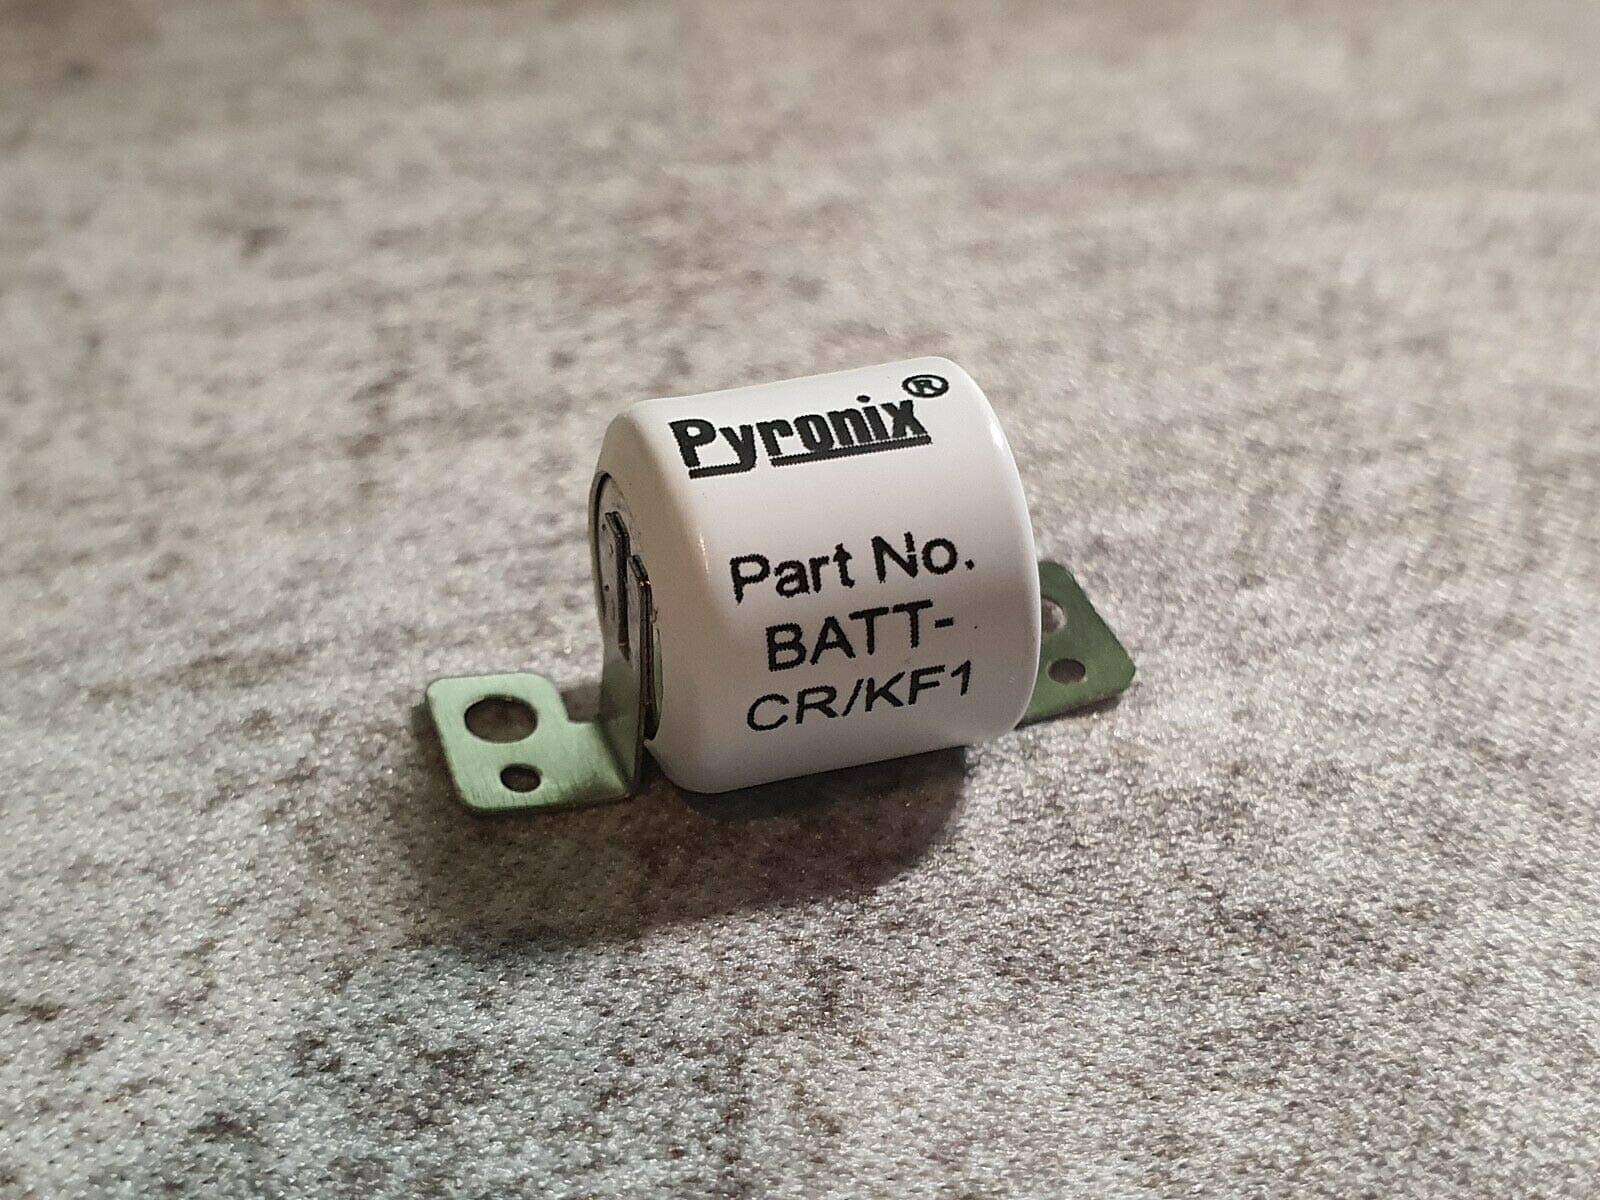 Pyronix®
Part No.
BATT-
CR/KF1